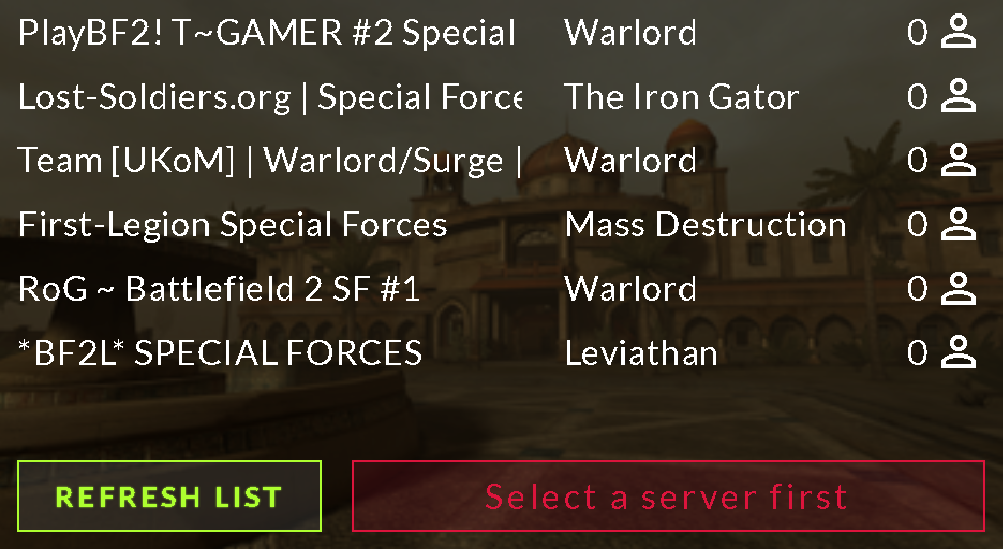 PlayBF2! T~GAMER #2 Special Warlord 0
Lost-Soldiers.org | Special Force The Iron Gator 0
Team [UKoM] | Warlord/Surge | Warlord 0
First-Legion Special Forces Mass Destruction 0
RoG ~ Battlefield 2 SF #1 Warlord 0
*BF2L* SPECIAL FORCES Leviathan 0
REFRESH LIST Select a server first